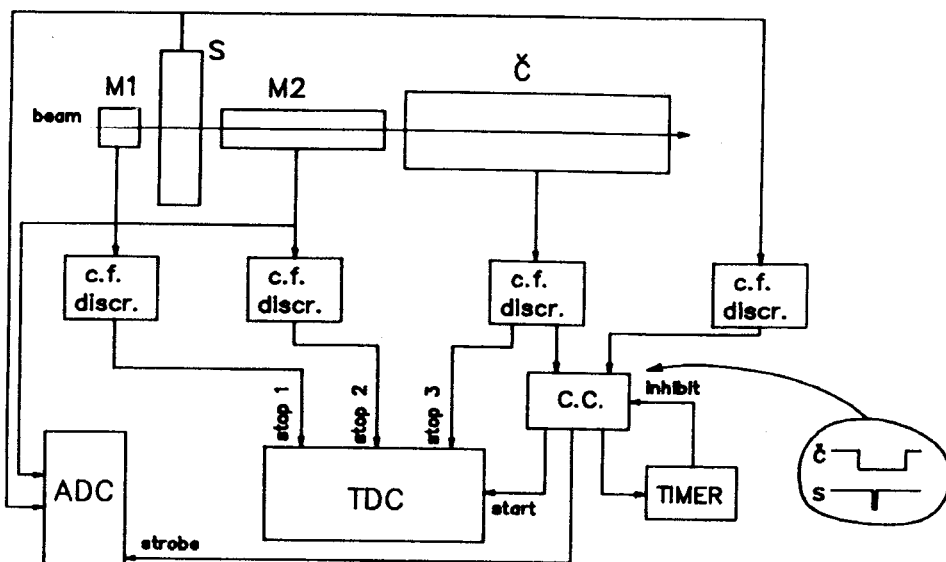 S
Č
M1
M2
beam
c.f.
discr.
c.f.
discr.
c.f.
discr.
c.f.
discr.
stop 1
stop 2
stop 3
C.C.
inhibit
Č
S
ADC
TDC
start
TIMER
strobe